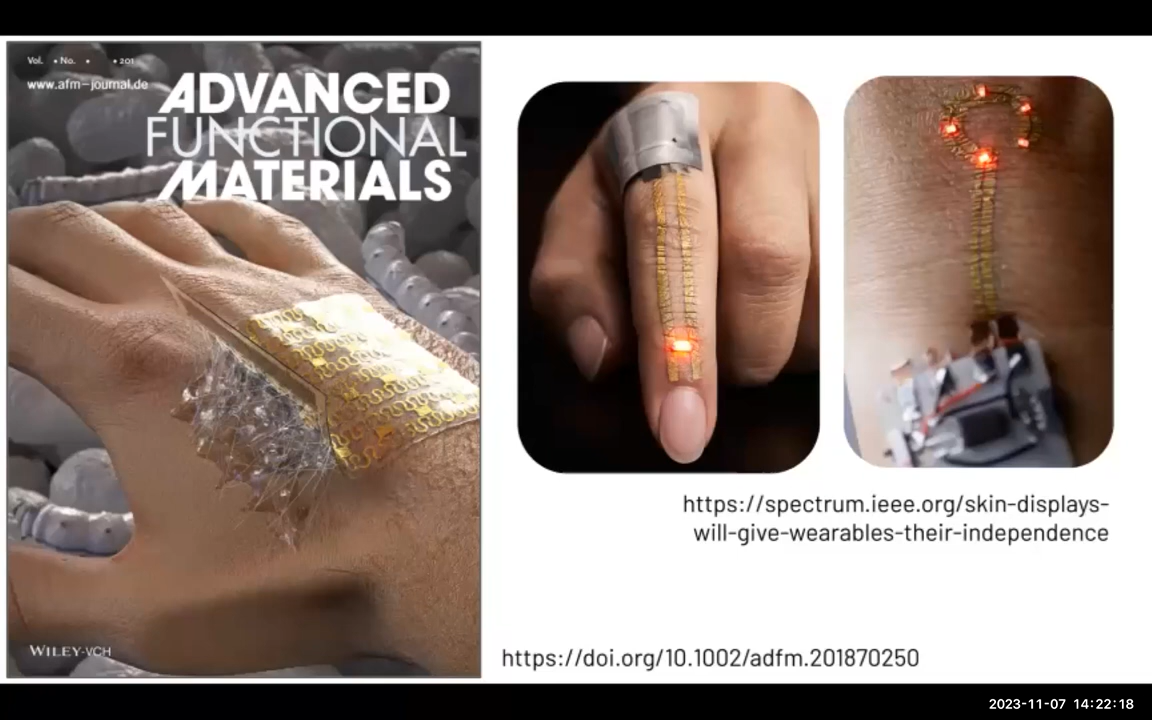 Vol. • No. • • 201
www.afm-journal.de
ADVANCED
FUNCTIONAL
MATERIALS
WILEY-VCH
https://spectrum.ieee.org/skin-displays-
will-give-wearables-their-independence
https://doi.org/10.1002/adfm.201870250
2023-11-07 14:22:18